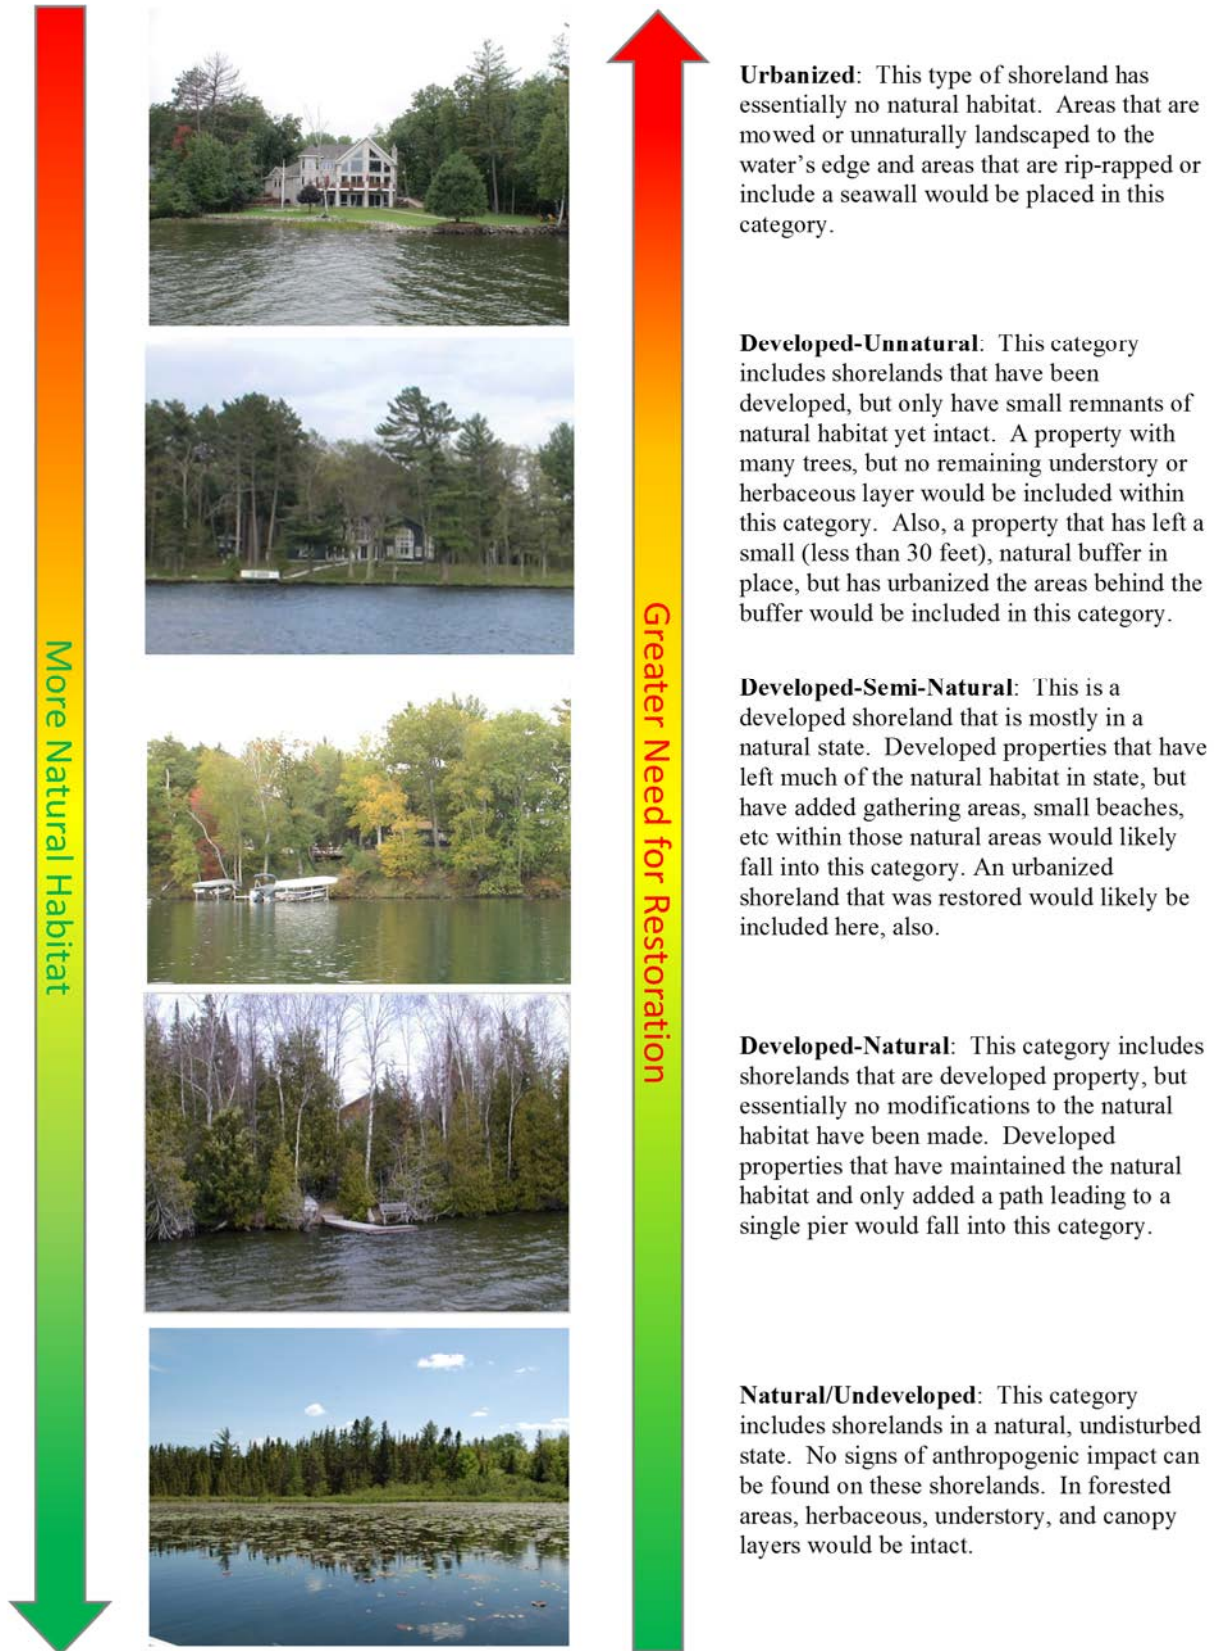 More Natural Habitat
Greater Need for Restoration
Urbanized:  This type of shoreland has
essentially no natural habitat.  Areas that are
mowed or unnaturally landscaped to the
water’s edge and areas that are rip-rapped or
include a seawall would be placed in this
category.
Developed-Unnatural:  This category
includes shorelands that have been
developed, but only have small remnants of
natural habitat yet intact.  A property with
many trees, but no remaining understory or
herbaceous layer would be included within
this category.  Also, a property that has left a
small (less than 30 feet), natural buffer in
place, but has urbanized the areas behind the
buffer would be included in this category.
Developed-Semi-Natural:  This is a
developed shoreland that is mostly in a
natural state.  Developed properties that have
left much of the natural habitat in state, but
have added gathering areas, small beaches,
etc within those natural areas would likely
fall into this category. An urbanized
shoreland that was restored would likely be
included here, also.
Developed-Natural:  This category includes
shorelands that are developed property, but
essentially no modifications to the natural
habitat have been made.  Developed
properties that have maintained the natural
habitat and only added a path leading to a
single pier would fall into this category.
Natural/Undeveloped:  This category
includes shorelands in a natural, undisturbed
state.  No signs of anthropogenic impact can
be found on these shorelands.  In forested
areas, herbaceous, understory, and canopy
layers would be intact.